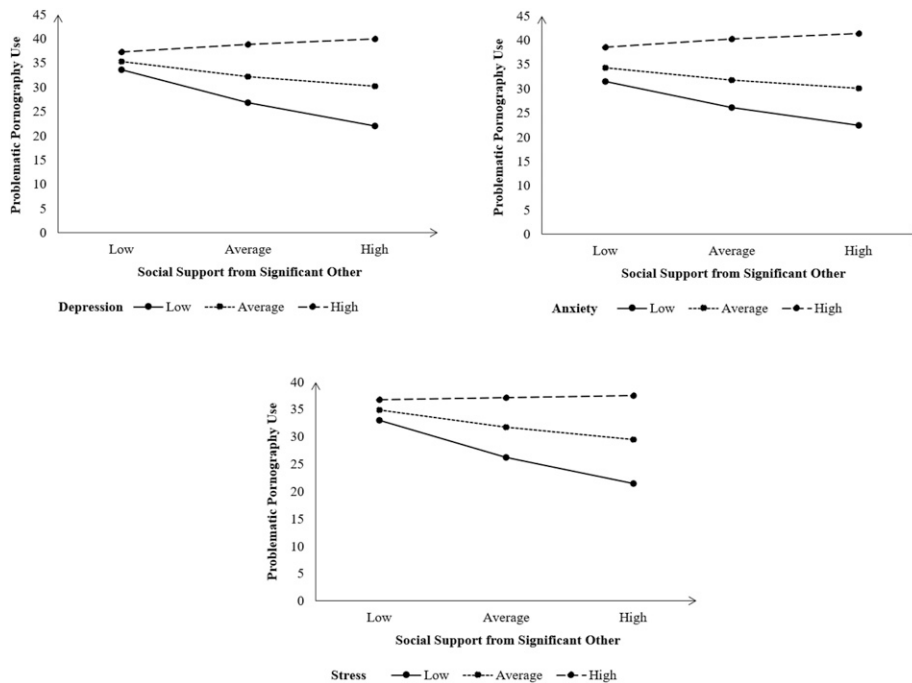 45
40
35
30
25
20
15
10
5
0
Problematic Pornography Use
Low Average High
Social Support from Significant Other
Depression Low Average High
45
40
35
30
25
20
15
10
5
0
Problematic Pornography Use
Low Average High
Social Support from Significant Other
Anxiety Low Average High
40
35
30
25
20
15
10
5
0
Problematic Pornography Use
Low Average High
Social Support from Significant Other
Stress Low Average High